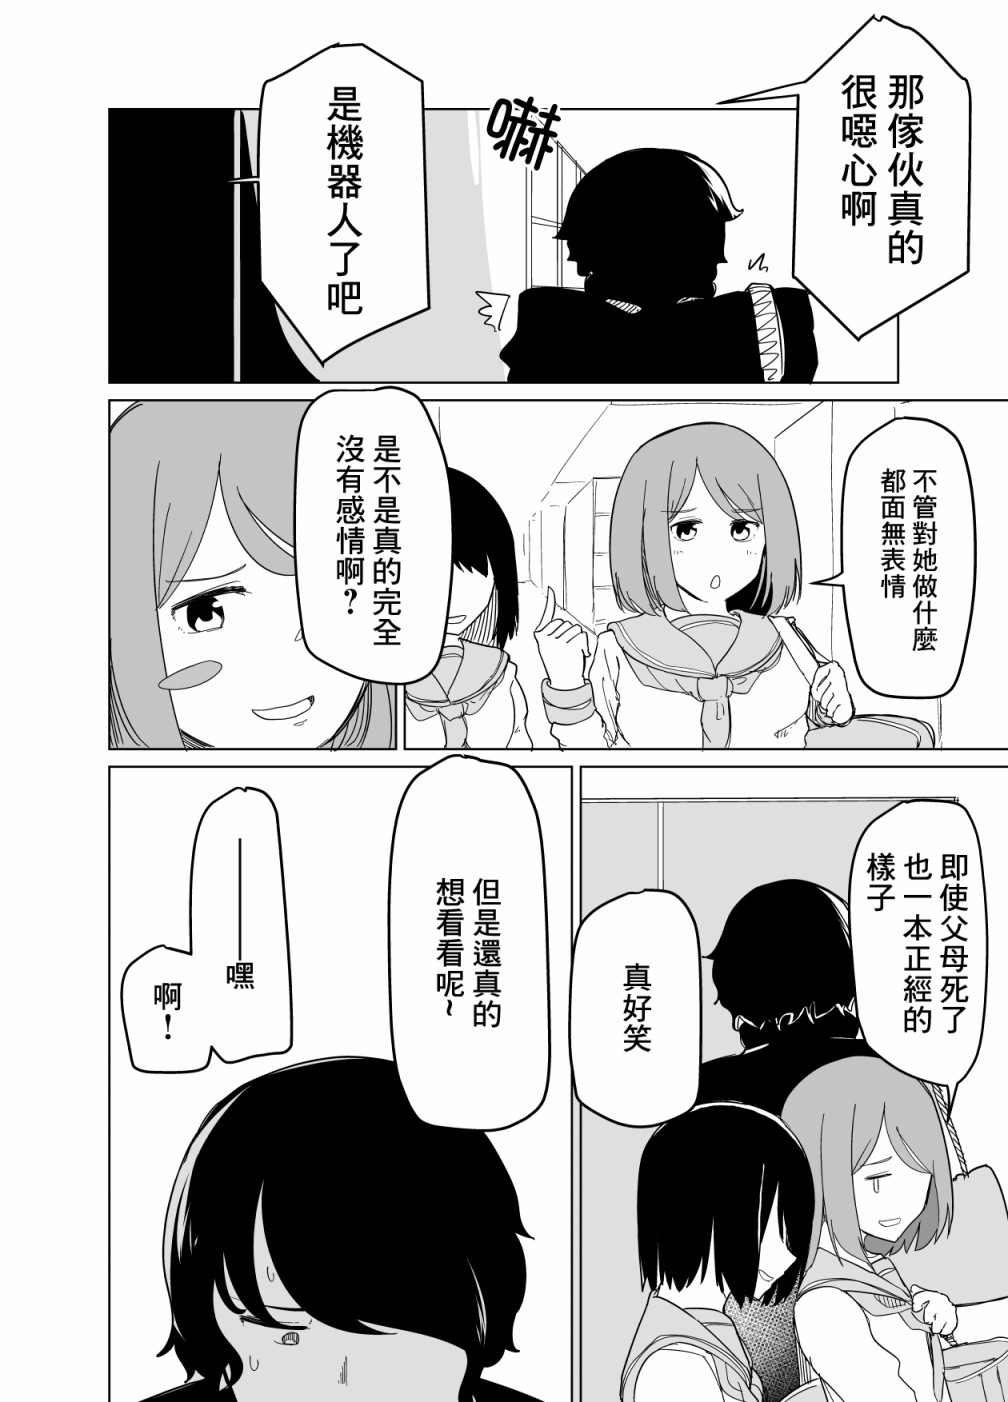 那傢伙真的
很噁心啊
嚇
是機器人了吧
不管對她做什麼
都面無表情
是不是真的完全
沒有感情啊?
即使父母死了
也一本正經的
樣子
真好笑
但是還真的
想看看呢~
——嘿
啊!